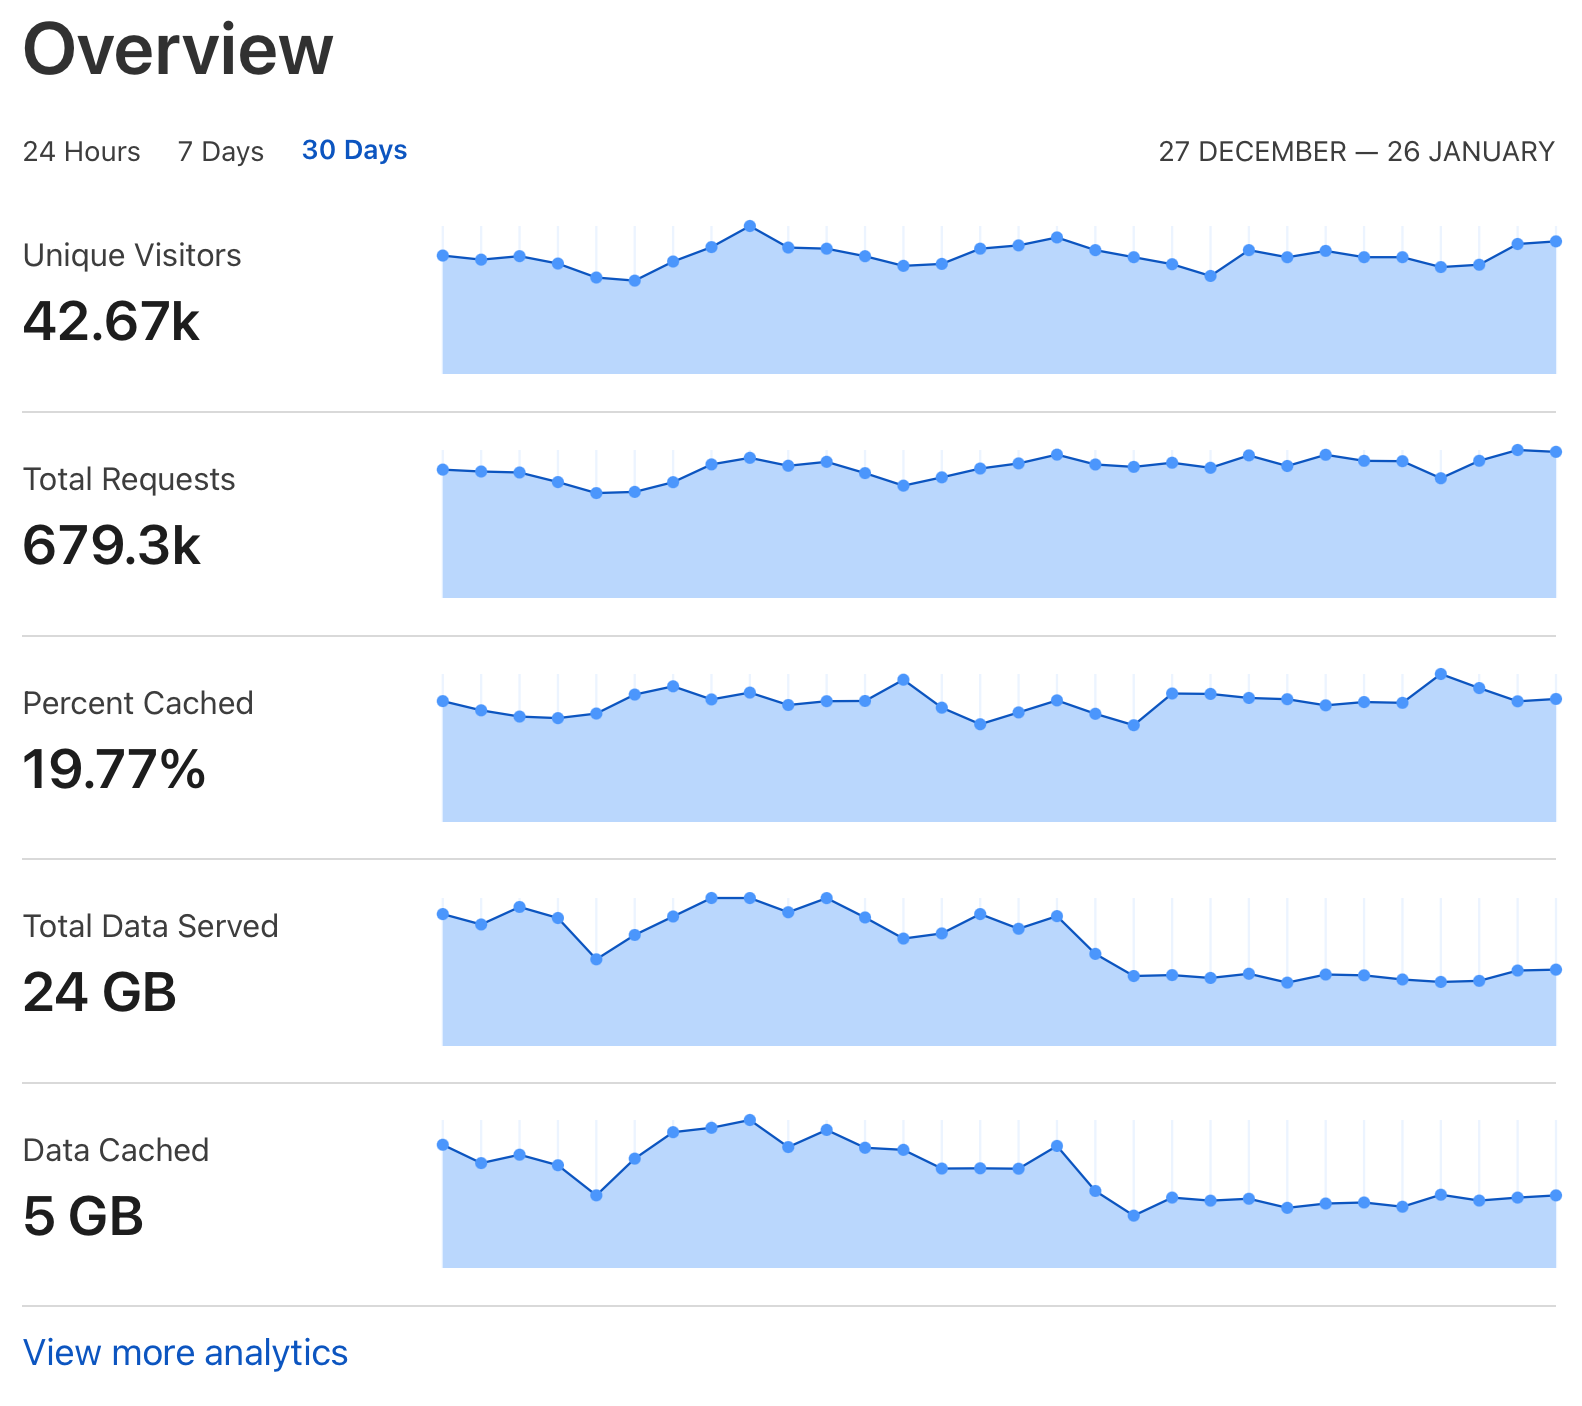 Overview
24 Hours 7 Days 30 Days 27 DECEMBER — 26 JANUARY
Unique Visitors
42.67k
Total Requests
679.3k
Percent Cached
19.77%
Total Data Served
24 GB
Data Cached
5 GB
View more analytics